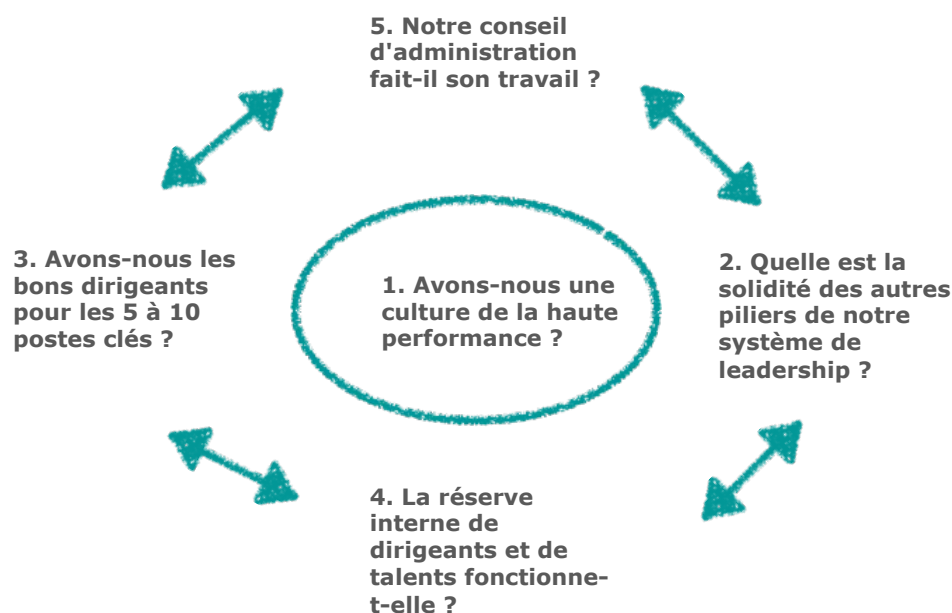 5. Notre conseil
d'administration
fait-il son travail ?
3. Avons-nous les
bons dirigeants
pour les 5 à 10
postes clés ?
1. Avons-nous une
culture de la haute
performance ?
2. Quelle est la
solidité des autres
piliers de notre
système de
leadership ?
4. La réserve
interne de
dirigeants et de
talents fonctionne-
t-elle ?